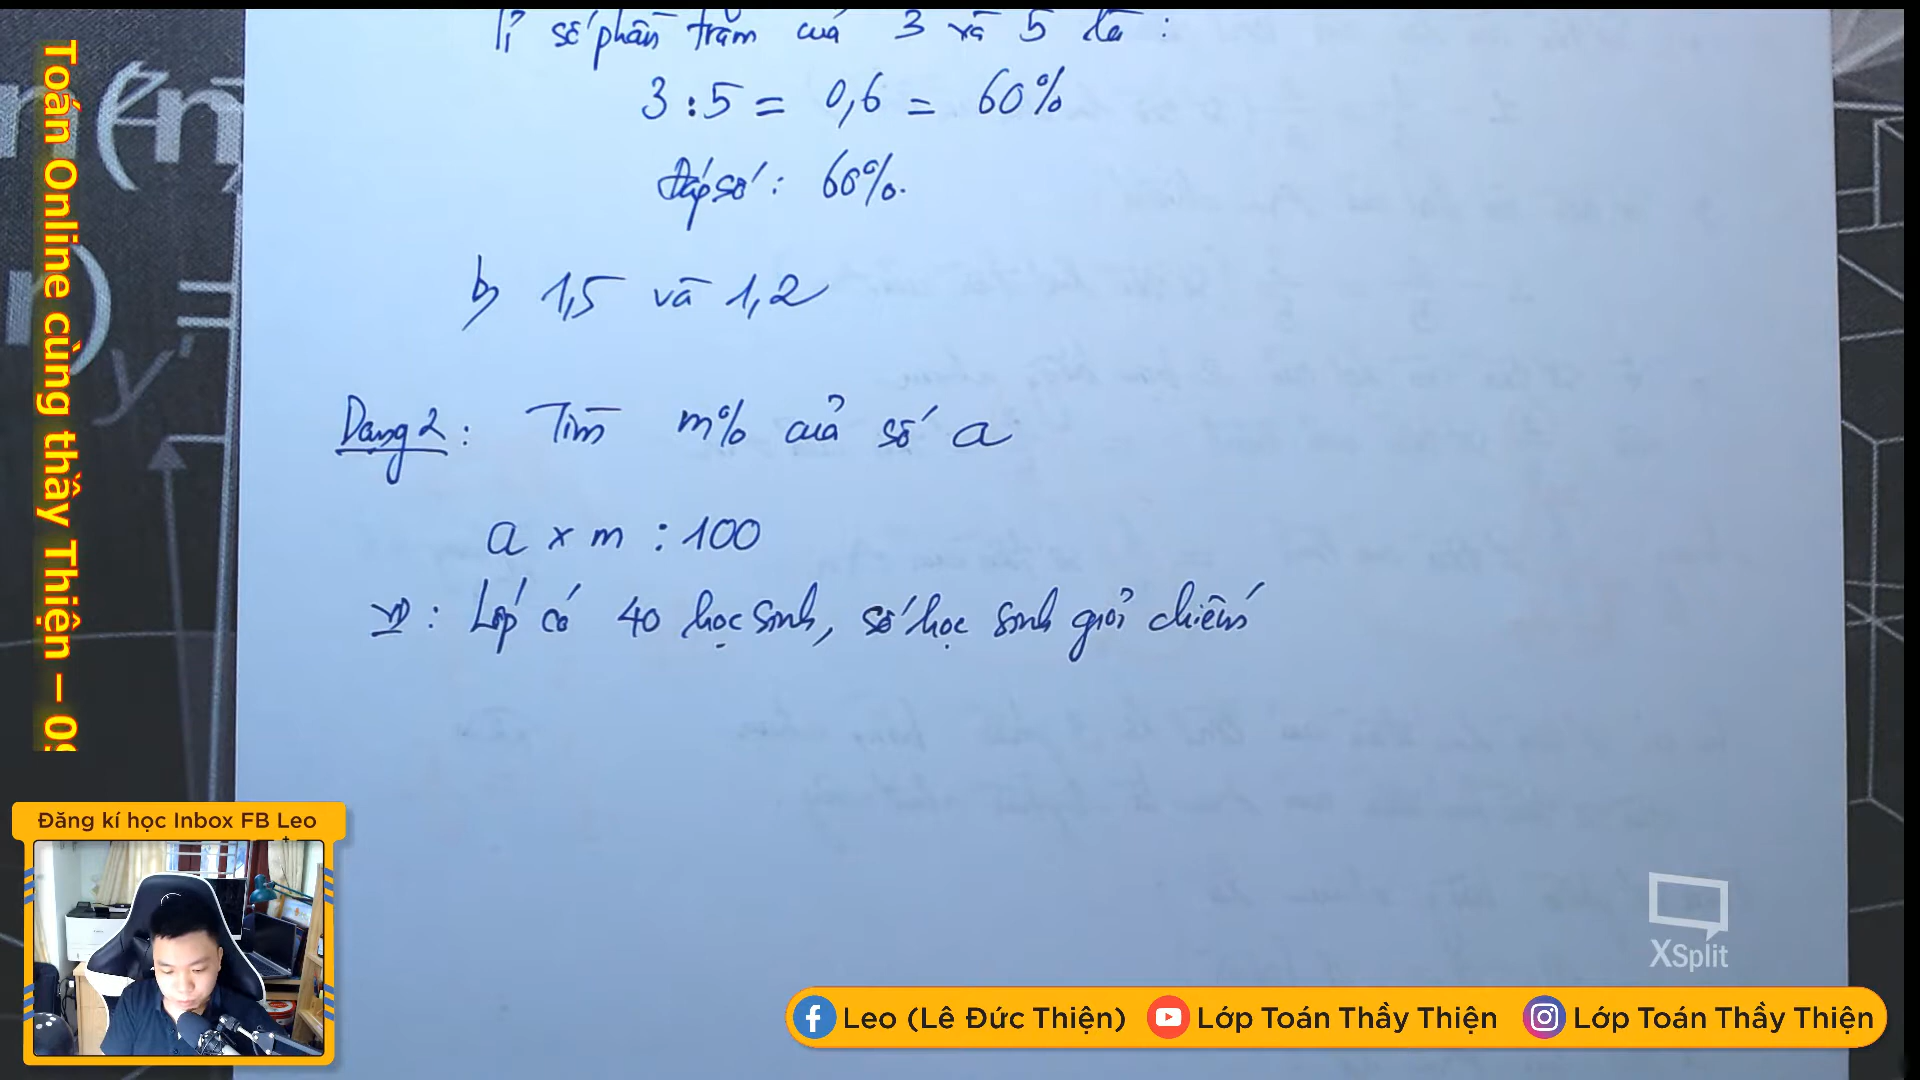 Tỉ số phần trăm của 3 và 5 là :
3 : 5 = 0,6 = 60%
Đáp số : 60%.
b) 1,5 và 1,2
Dạng 2 : Tìm m% của số a
a x m : 100
VD : Lớp có 40 học sinh, số học sinh giỏi chiếm
Toán Online cùng thầy Thiện – 09
Đăng kí học Inbox FB Leo
XSplit
Leo (Lê Đức Thiện) Lớp Toán Thầy Thiện Lớp Toán Thầy Thiện